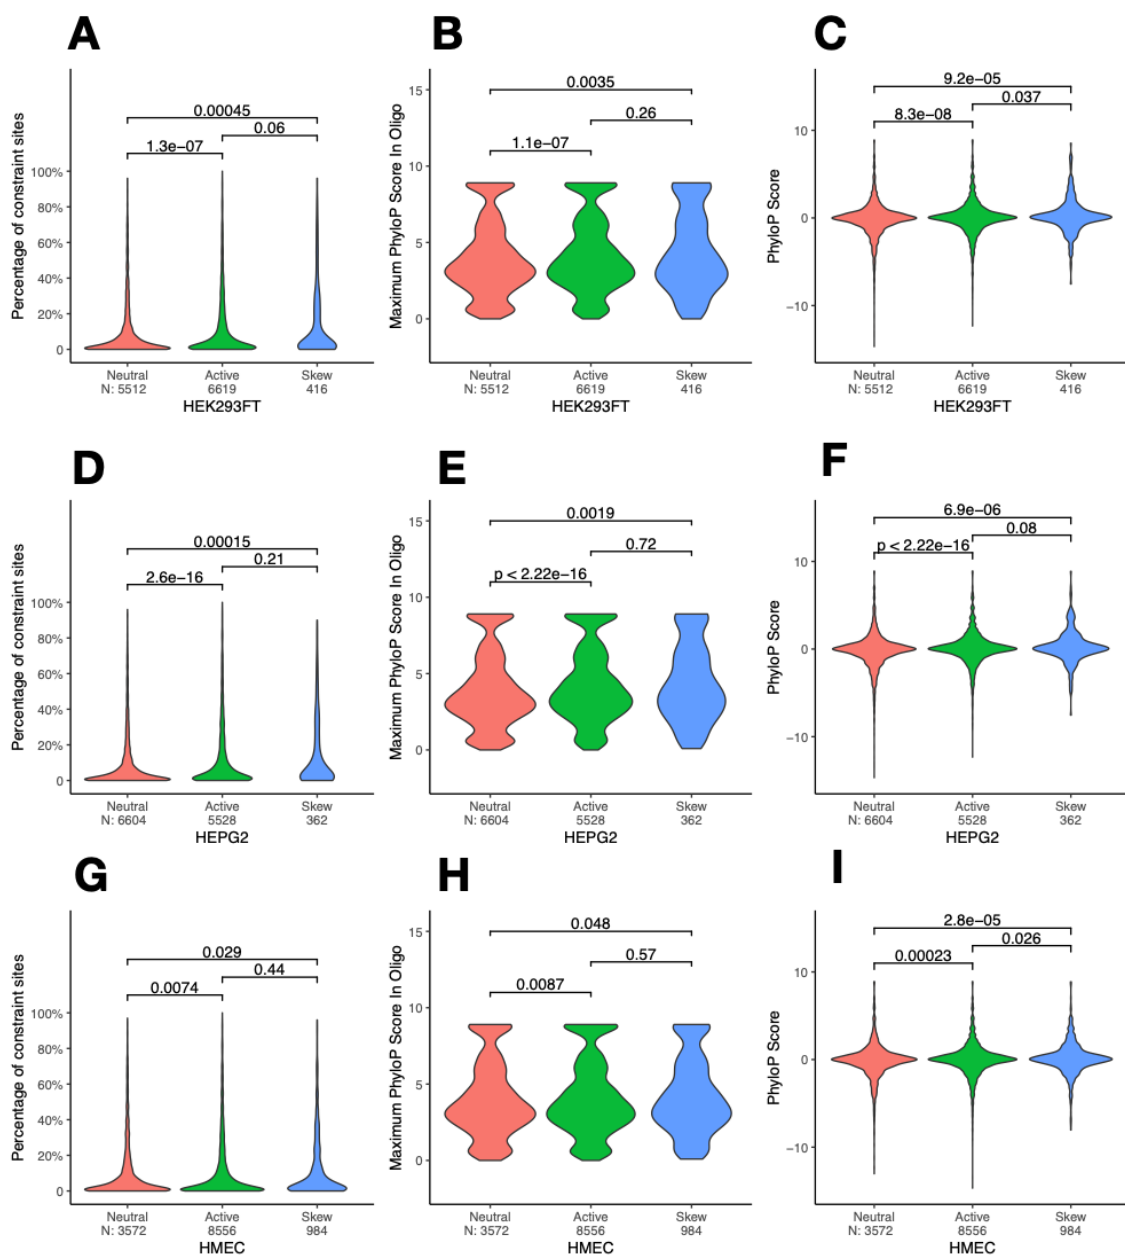 A
Percentage of constraint sites
0.00045
0.06
1.3e−07
100%
80%
60%
40%
20%
0
Neutral Active Skew
N: 5512 6619 416
HEK293FT
B
Maximum PhyloP Score In Oligo
15
10
5
0
0.0035
0.26
1.1e−07
Neutral Active Skew
N: 5512 6619 416
HEK293FT
C
PhyloP Score
10
0
−10
9.2e−05
0.037
8.3e−08
Neutral Active Skew
N: 5512 6619 416
HEK293FT
D
Percentage of constraint sites
0.00015
0.21
2.6e−16
100%
80%
60%
40%
20%
0
Neutral Active Skew
N: 6604 5528 362
HEPG2
E
Maximum PhyloP Score In Oligo
15
10
5
0
0.0019
0.72
p < 2.22e−16
Neutral Active Skew
N: 6604 5528 362
HEPG2
F
PhyloP Score
10
0
−10
6.9e−06
0.08
p < 2.22e−16
Neutral Active Skew
N: 6604 5528 362
HEPG2
G
Percentage of constraint sites
0.029
0.44
0.0074
100%
80%
60%
40%
20%
0
Neutral Active Skew
N: 3572 8556 984
HMEC
H
Maximum PhyloP Score In Oligo
15
10
5
0
0.048
0.57
0.0087
Neutral Active Skew
N: 3572 8556 984
HMEC
I
PhyloP Score
10
0
−10
2.8e−05
0.026
0.00023
Neutral Active Skew
N: 3572 8556 984
HMEC